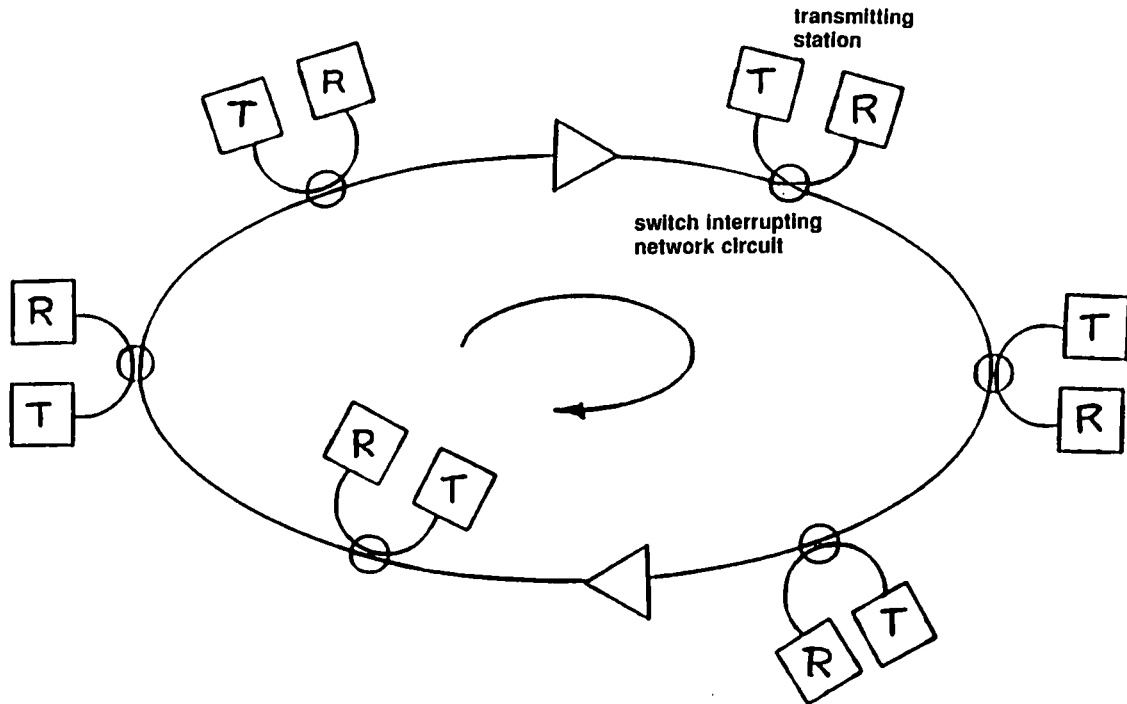 transmitting
station
T
R
T
R
switch interrupting
network circuit
R
T
T
R
R
T
R
T